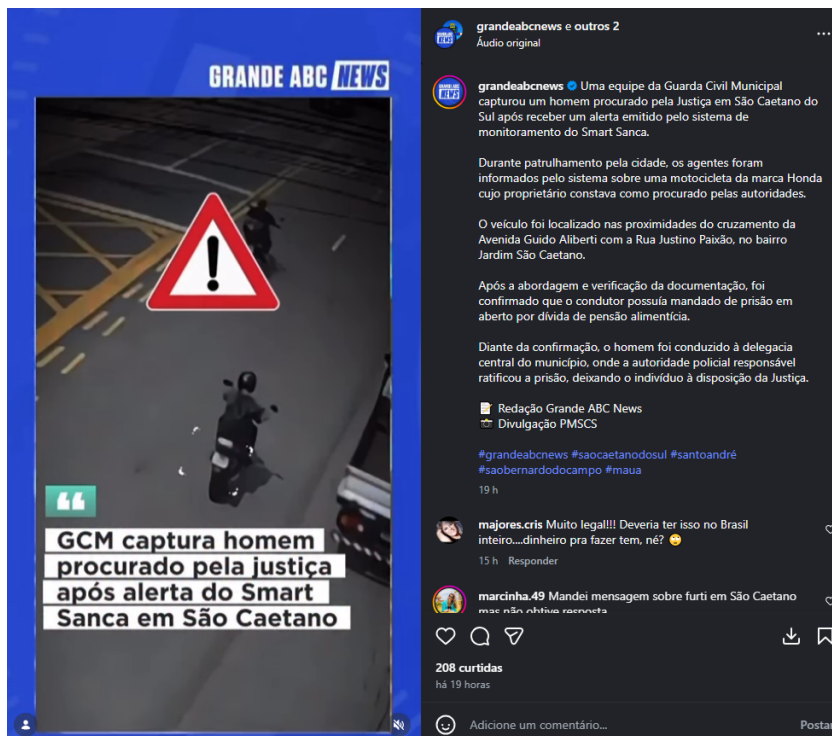 GRANDE ABC NEWS
GCM captura homem
procurado pela justiça
após alerta do Smart
Sanca em São Caetano
grandeabcnews e outros 2
Áudio original
grandeabcnews Uma equipe da Guarda Civil Municipal
capturou um homem procurado pela Justiça em São Caetano do
Sul após receber um alerta emitido pelo sistema de
monitoramento do Smart Sanca.
Durante patrulhamento pela cidade, os agentes foram
informados pelo sistema sobre uma motocicleta da marca Honda
cujo proprietário constava como procurado pelas autoridades.
O veículo foi localizado nas proximidades do cruzamento da
Avenida Guido Aliberti com a Rua Justino Paixão, no bairro
Jardim São Caetano.
Após a abordagem e verificação da documentação, foi
confirmado que o condutor possuía mandado de prisão em
aberto por dívida de pensão alimentícia.
Diante da confirmação, o homem foi conduzido à delegacia
central do município, onde a autoridade policial responsável
ratificou a prisão, deixando o indivíduo à disposição da Justiça.
Redação Grande ABC News
Divulgação PMSCS
#grandeabcnews #saocaetanodosul #santoandré
#saobernardodocampo #maua
19 h
majores.cris Muito legal!!! Deveria ter isso no Brasil
inteiro....dinheiro pra fazer tem, né?
15 h Responder
marcinha.49 Mandei mensagem sobre furti em São Caetano
mas não obtive resposta
208 curtidas
há 19 horas
Adicione um comentário...
Postar